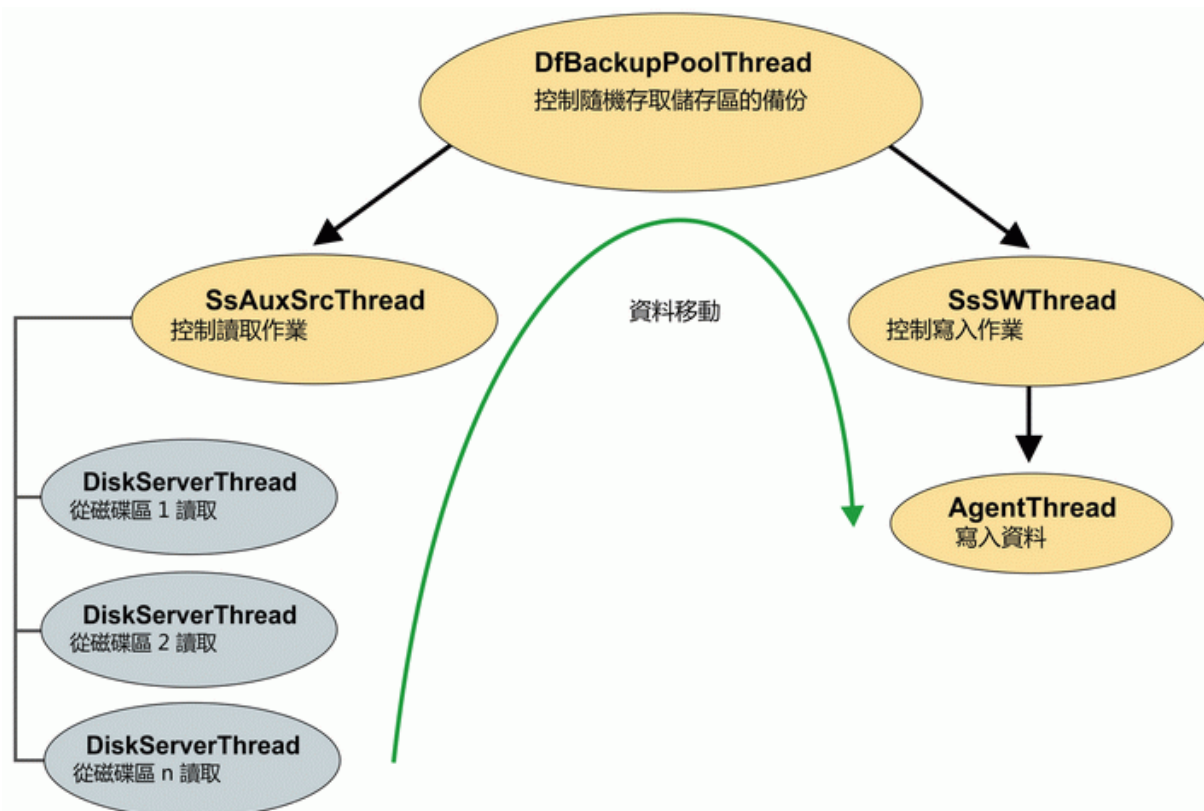 DfBackupPoolThread
控制隨機存取儲存區的備份
SsAuxSrcThread
控制讀取作業
資料移動
SsSWThread
控制寫入作業
DiskServerThread
從磁碟區 1 讀取
AgentThread
寫入資料
DiskServerThread
從磁碟區 2 讀取
DiskServerThread
從磁碟區 n 讀取